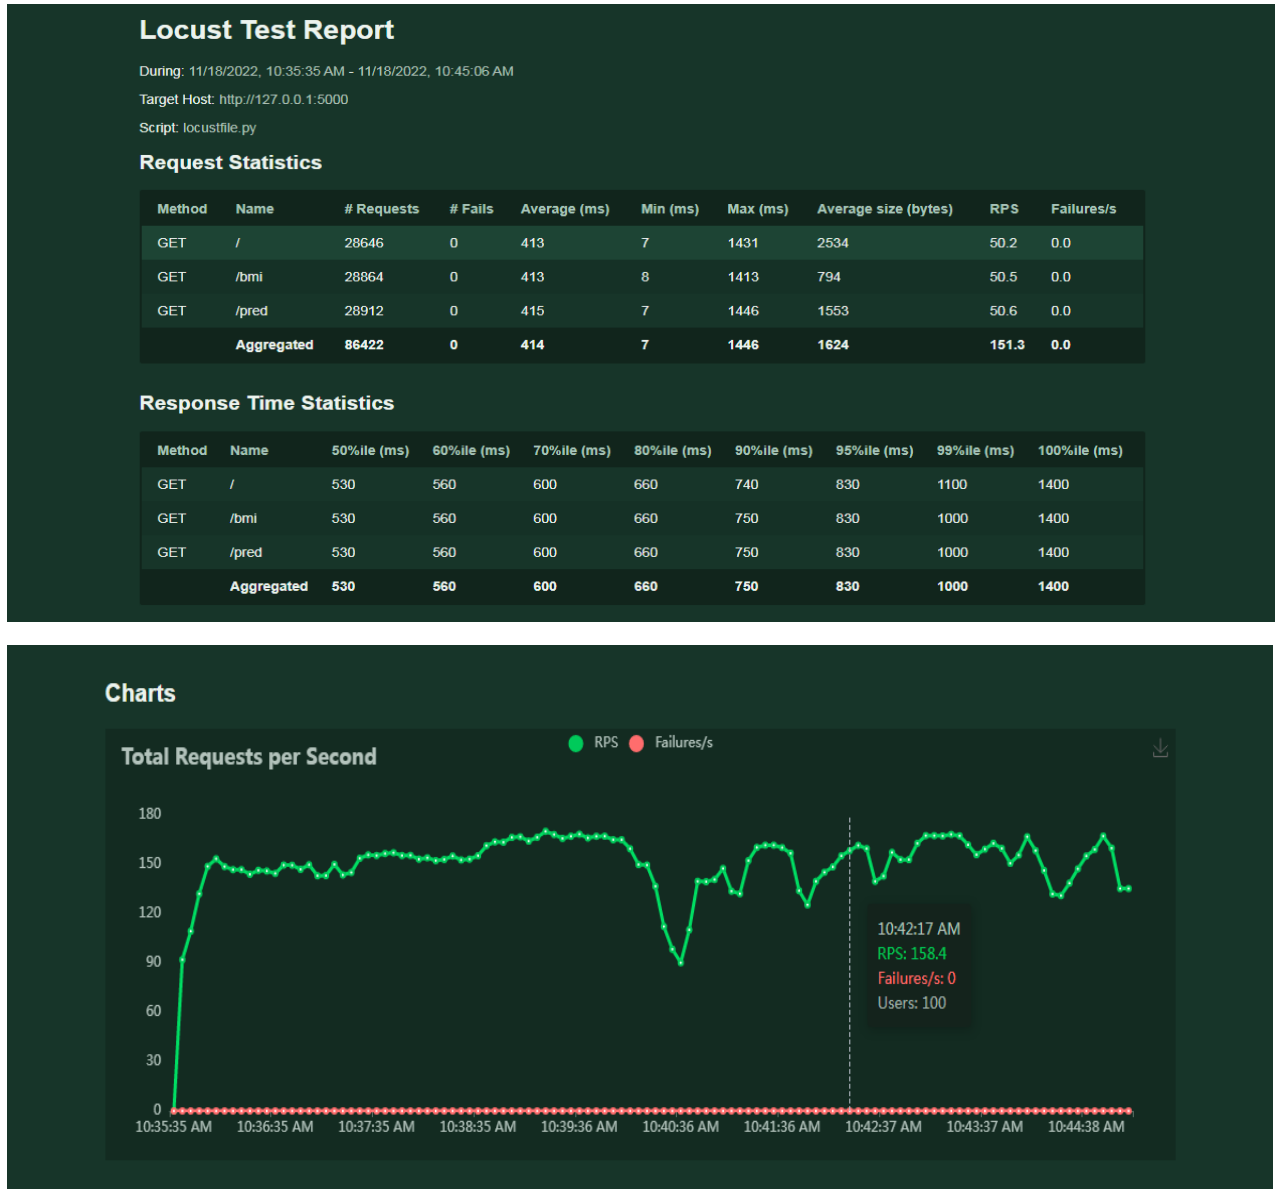 Locust Test Report
During: 11/18/2022, 10:35:35 AM - 11/18/2022, 10:45:06 AM
Target Host: http://127.0.0.1:5000
Script: locustfile.py
Request Statistics
Method Name # Requests # Fails Average (ms) Min (ms) Max (ms) Average size (bytes) RPS Failures/s
GET / 28646 0 413 7 1431 2534 50.2 0.0
GET /bmi 28864 0 413 8 1413 794 50.5 0.0
GET /pred 28912 0 415 7 1446 1553 50.6 0.0
Aggregated 86422 0 414 7 1446 1624 151.3 0.0
Response Time Statistics
Method Name 50%ile (ms) 60%ile (ms) 70%ile (ms) 80%ile (ms) 90%ile (ms) 95%ile (ms) 99%ile (ms) 100%ile (ms)
GET / 530 560 600 660 740 830 1100 1400
GET /bmi 530 560 600 660 750 830 1000 1400
GET /pred 530 560 600 660 750 830 1000 1400
Aggregated 530 560 600 660 750 830 1000 1400
Charts
RPS Failures/s
Total Requests per Second
180
150
120
90
60
30
0
10:42:17 AM
RPS: 158.4
Failures/s: 0
Users: 100
10:35:35 AM 10:36:35 AM 10:37:35 AM 10:38:35 AM 10:39:36 AM 10:40:36 AM 10:41:36 AM 10:42:37 AM 10:43:37 AM 10:44:38 AM